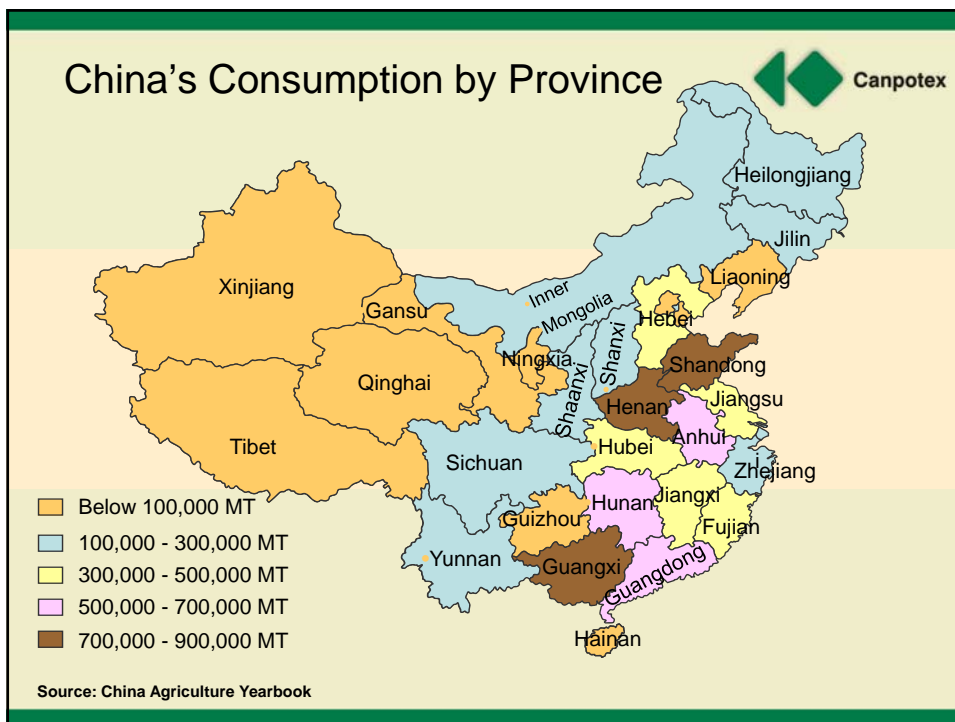 China's Consumption by Province
Canpotex
Heilongjiang
Jilin
Liaoning
Xinjiang
Inner
Mongolia
Gansu
Hebei
Ningxia
Shanxi
Shaanxi
Shandong
Qinghai
Henan
Jiangsu
Anhui
Tibet
Hubei
Sichuan
Zhejiang
Hunan
Jiangxi
Guizhou
Fujian
Yunnan
Guangxi
Guangdong
Hainan
Below 100,000 MT
100,000 - 300,000 MT
300,000 - 500,000 MT
500,000 - 700,000 MT
700,000 - 900,000 MT
Source: China Agriculture Yearbook